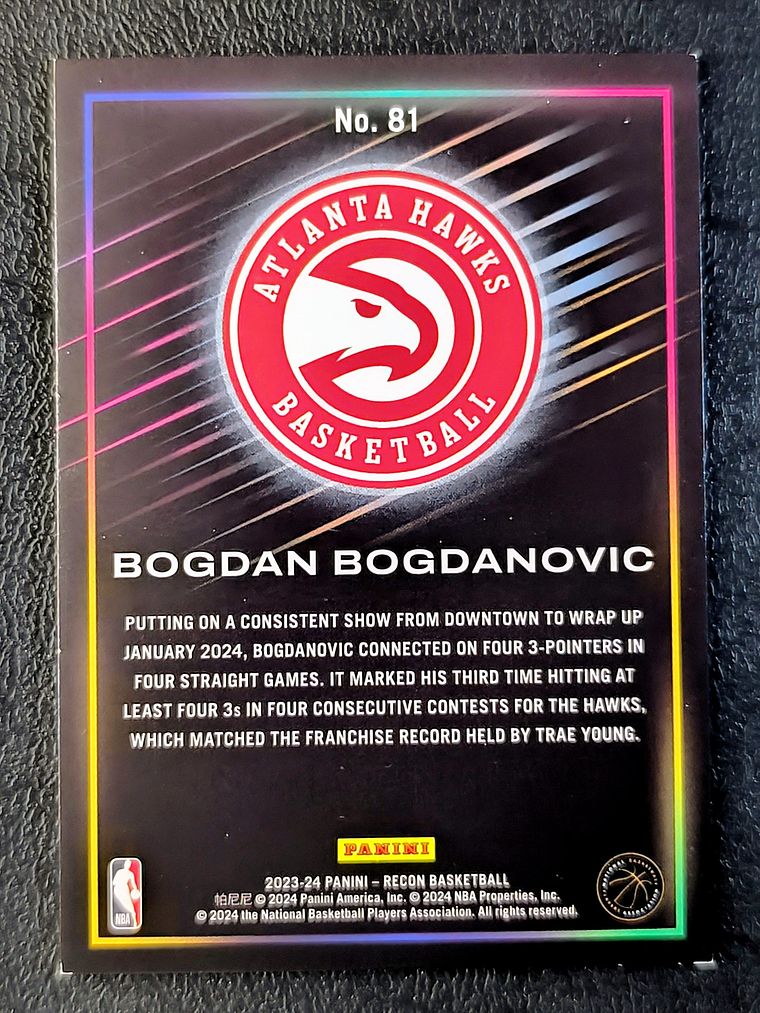 No. 81
ATLANTA HAWKS
BASKETBALL
BOGDAN BOGDANOVIC
PUTTING ON A CONSISTENT SHOW FROM DOWNTOWN TO WRAP UP
JANUARY 2024, BOGDANOVIC CONNECTED ON FOUR 3-POINTERS IN
FOUR STRAIGHT GAMES. IT MARKED HIS THIRD TIME HITTING AT
LEAST FOUR 3s IN FOUR CONSECUTIVE CONTESTS FOR THE HAWKS,
WHICH MATCHED THE FRANCHISE RECORD HELD BY TRAE YOUNG.
PANINI
2023-24 PANINI – RECON BASKETBALL
帕尼尼 © 2024 Panini America, Inc. © 2024 NBA Properties, Inc.
© 2024 the National Basketball Players Association. All rights reserved.
NBA
NATIONAL BASKETBALL
ASSOCIATION